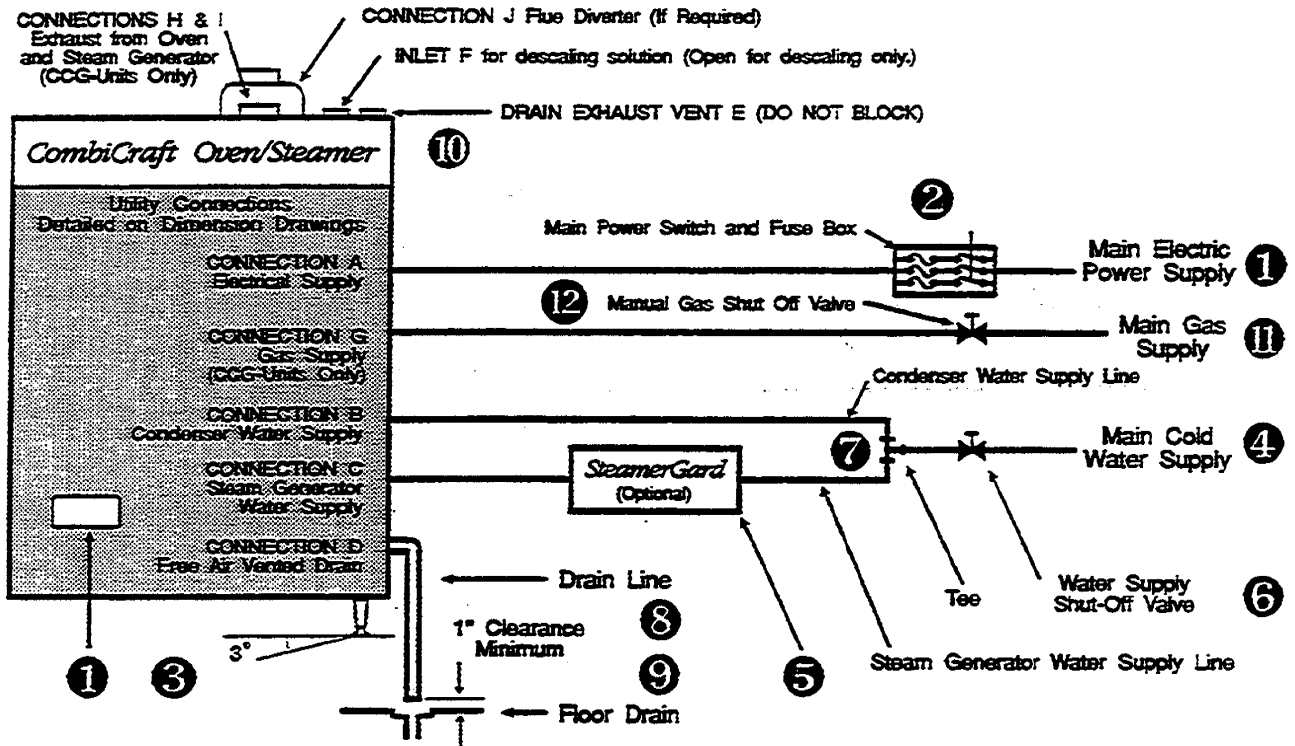 CONNECTIONS H & I
Exhaust from Oven
and Steam Generator
(CCG-Units Only)
CONNECTION J Flue Diverter (If Required)
INLET F for descaling solution (Open for descaling only.)
DRAIN EXHAUST VENT E (DO NOT BLOCK)
10
CombiCraft Oven/Steamer
Utility Connections
Detailed on Dimension Drawings
2
Main Power Switch and Fuse Box
CONNECTION A
Electrical Supply
Main Electric
Power Supply
1
12
Manual Gas Shut Off Valve
CONNECTION G
Gas Supply
(CCG-Units Only)
Main Gas
Supply
11
Condenser Water Supply Line
CONNECTION B
Condenser Water Supply
7
Main Cold
Water Supply
4
CONNECTION C
Steam Generator
Water Supply
SteamerGard
(Optional)
CONNECTION D
Free Air Vented Drain
Drain Line
Tee
Water Supply
Shut-Off Valve
6
8
1" Clearance
Minimum
3°
1
3
9
5
Steam Generator Water Supply Line
Floor Drain